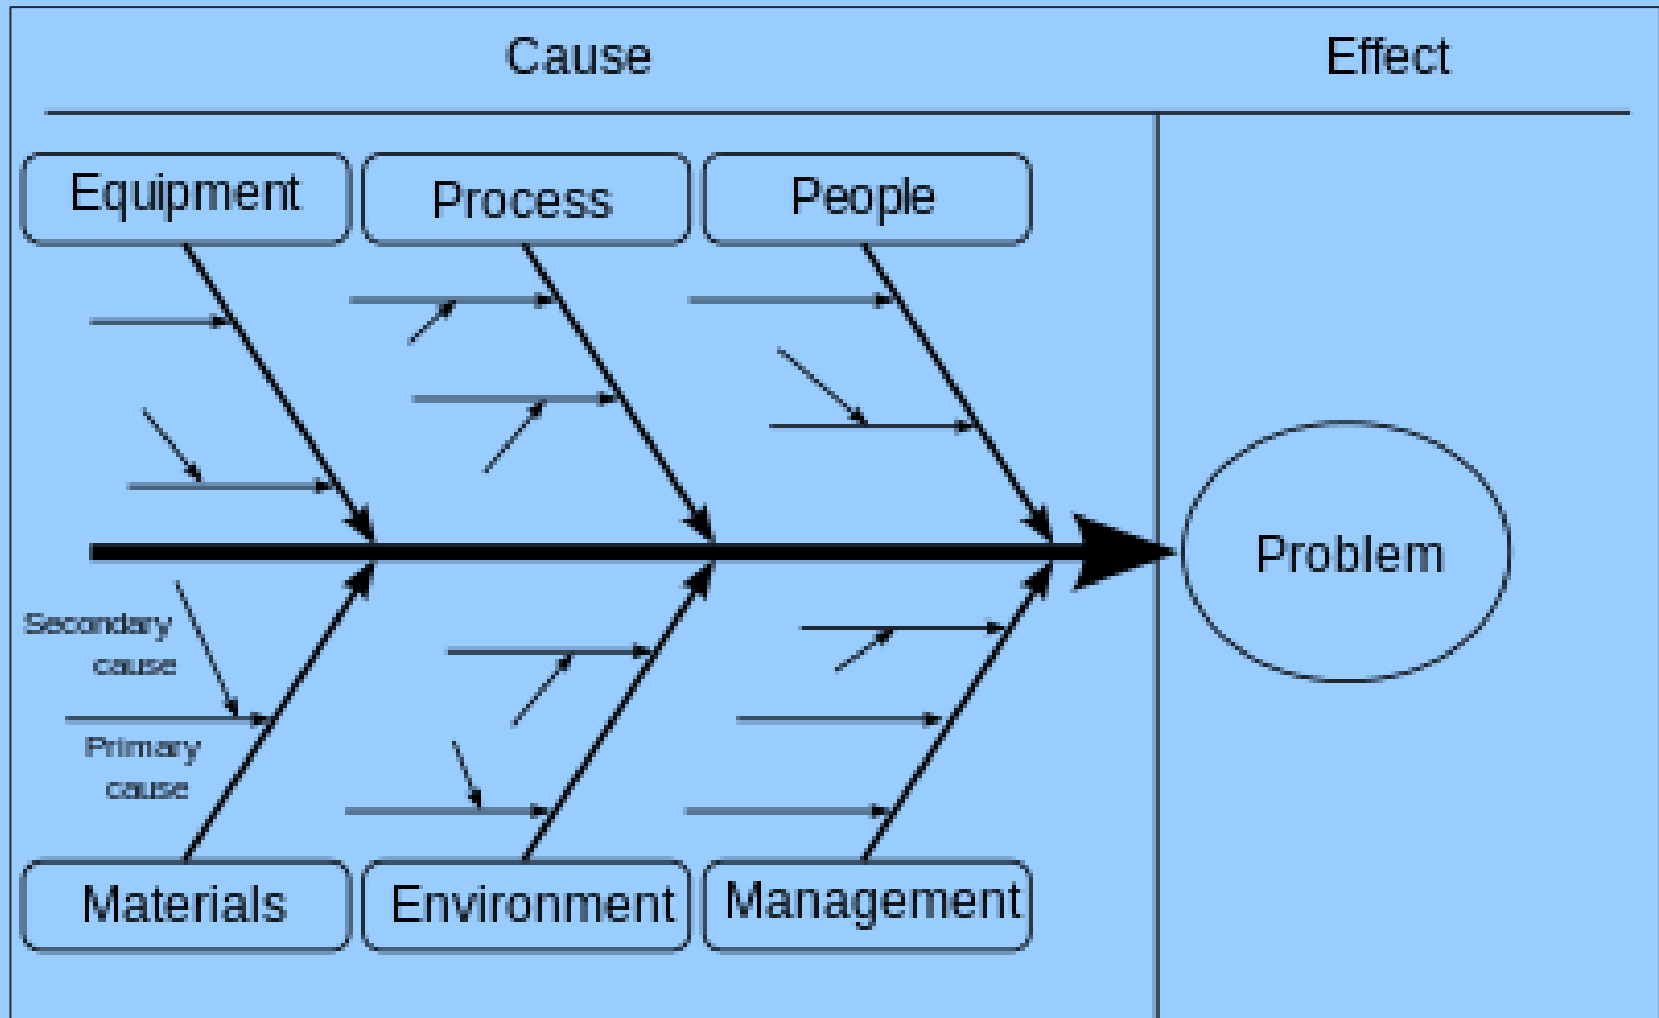 Cause
Effect
Equipment
Process
People
Problem
Secondary
cause
Primary
cause
Materials
Environment
Management